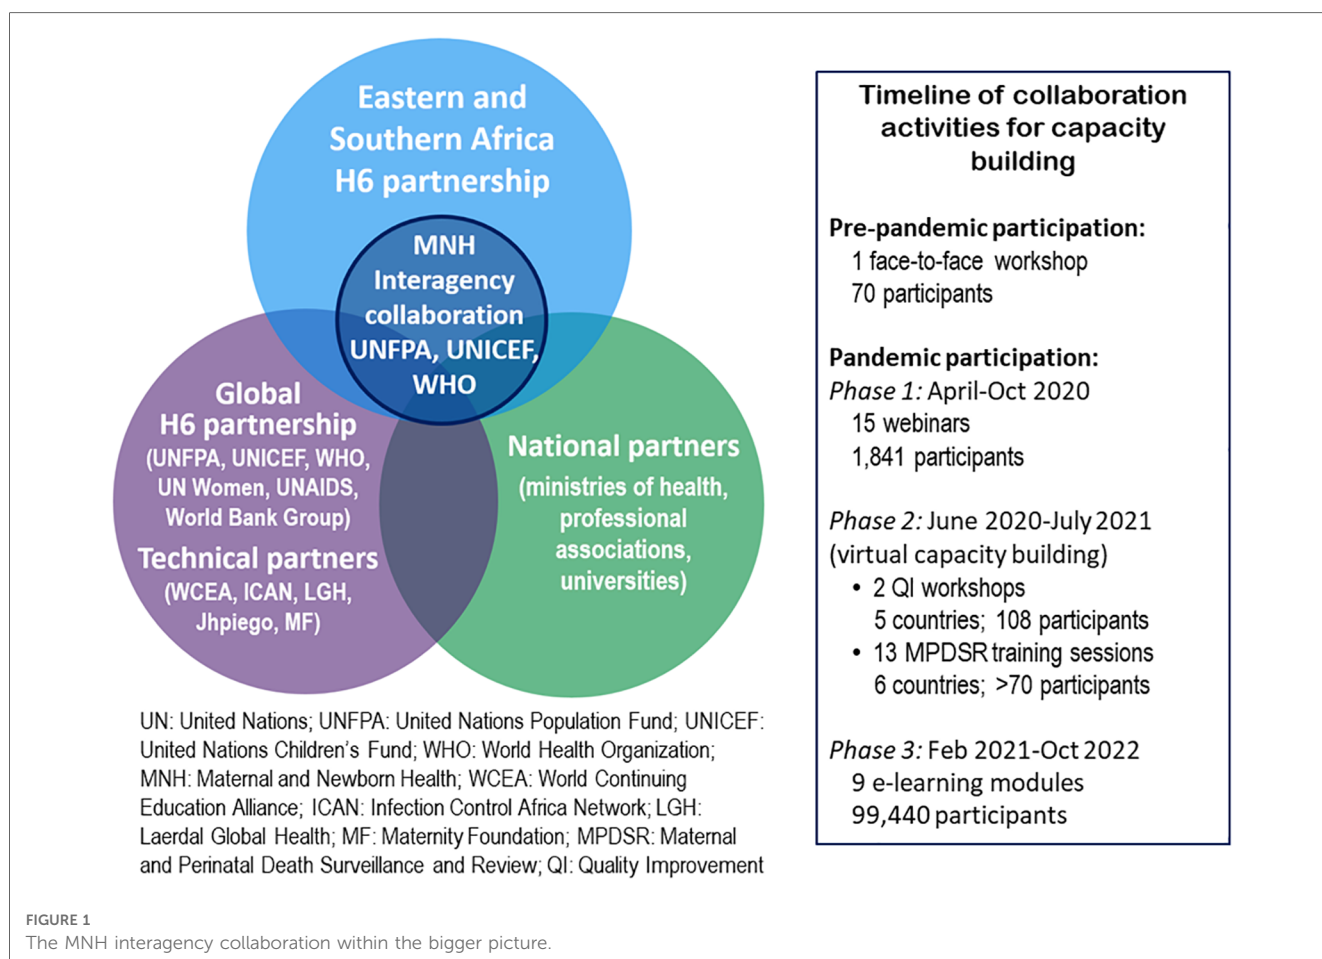 Eastern and
Southern Africa
H6 partnership
MNH
Interagency
collaboration
UNFPA, UNICEF,
WHO
Global
H6 partnership
(UNFPA, UNICEF, WHO,
UN Women, UNAIDS,
World Bank Group)
Technical partners
(WCEA, ICAN, LGH,
Jhpiego, MF)
National partners
(ministries of health,
professional
associations,
universities)
UN: United Nations; UNFPA: United Nations Population Fund; UNICEF:
United Nations Children's Fund; WHO: World Health Organization;
MNH: Maternal and Newborn Health; WCEA: World Continuing
Education Alliance; ICAN: Infection Control Africa Network; LGH:
Laerdal Global Health; MF: Maternity Foundation; MPDSR: Maternal
and Perinatal Death Surveillance and Review; QI: Quality Improvement
Timeline of collaboration
activities for capacity
building
Pre-pandemic participation:
1 face-to-face workshop
70 participants
Pandemic participation:
Phase 1: April-Oct 2020
15 webinars
1,841 participants
Phase 2: June 2020-July 2021
(virtual capacity building)
• 2 QI workshops
5 countries; 108 participants
• 13 MPDSR training sessions
6 countries; >70 participants
Phase 3: Feb 2021-Oct 2022
9 e-learning modules
99,440 participants
FIGURE 1
The MNH interagency collaboration within the bigger picture.